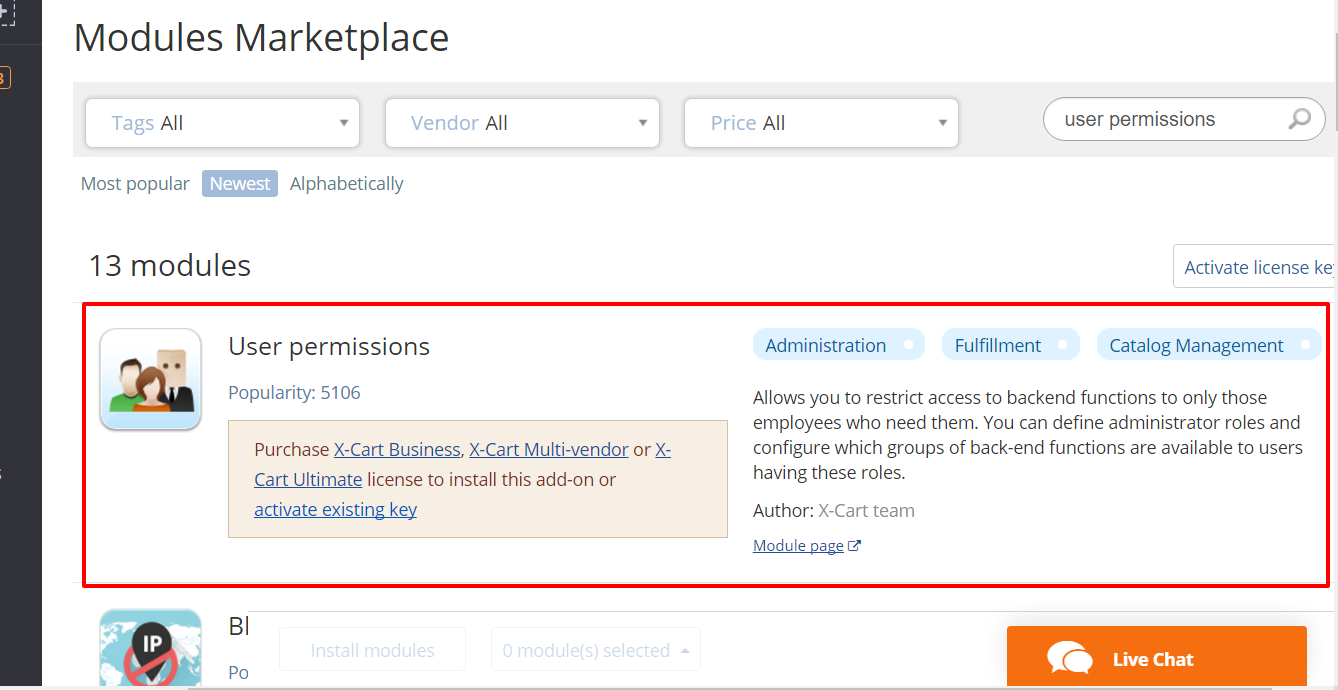 Modules Marketplace
Tags All
Vendor All
Price All
user permissions
Most popular
Newest
Alphabetically
13 modules
Activate license
User permissions
Popularity: 5106
Purchase X-Cart Business, X-Cart Multi-vendor or X-
Cart Ultimate license to install this add-on or
activate existing key
Administration
Fulfillment
Catalog Management
Allows you to restrict access to backend functions to only those
employees who need them. You can define administrator roles and
configure which groups of back-end functions are available to users
having these roles.
Author: X-Cart team
Module page
IP
Install modules
0 module(s) selected
Live Chat